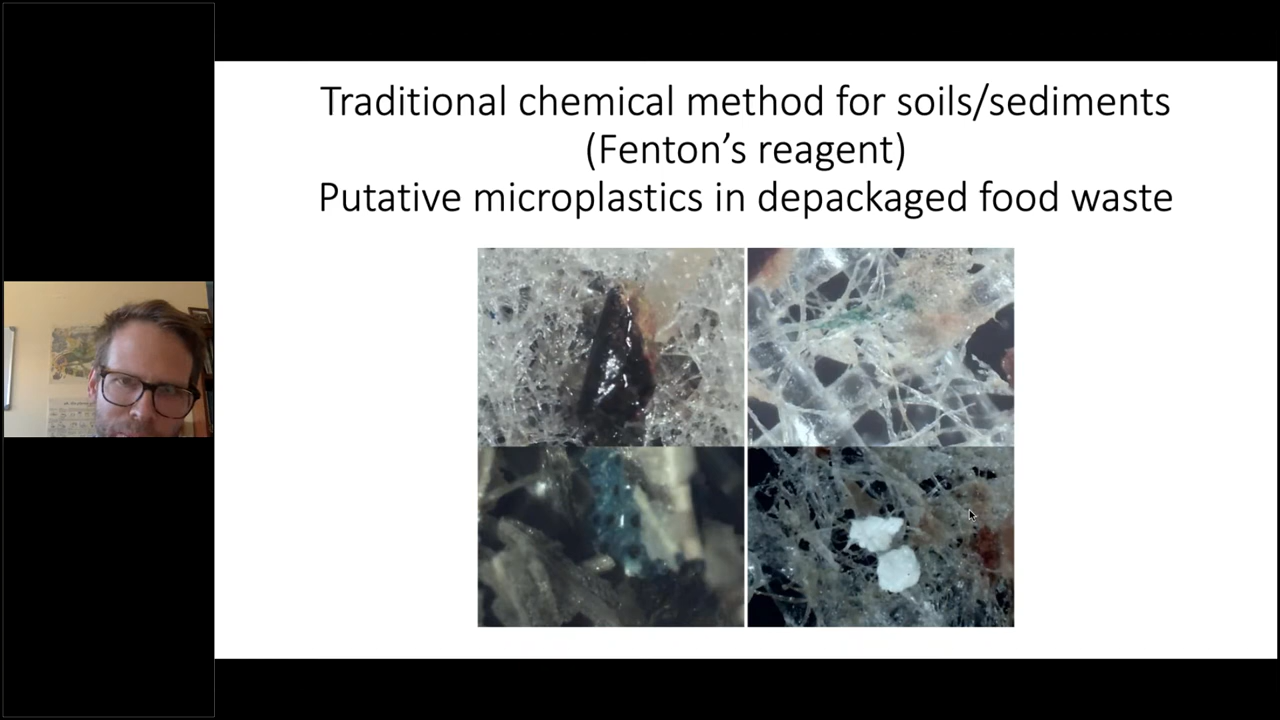 Traditional chemical method for soils/sediments
(Fenton’s reagent)
Putative microplastics in depackaged food waste